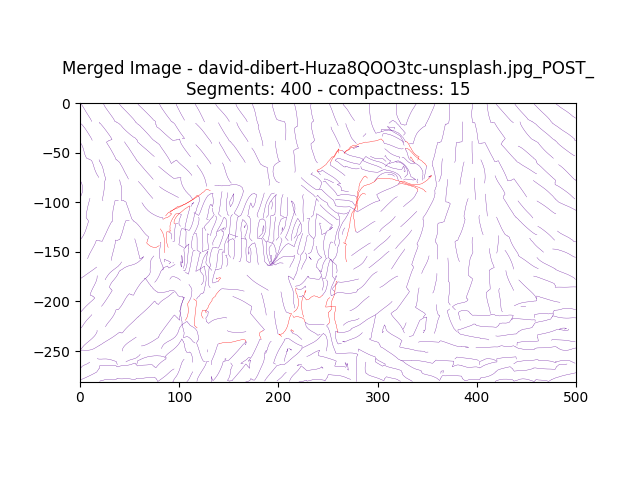 Merged Image - david-dibert-Huza8QOO3tc-unsplash.jpg_POST_
Segments: 400 - compactness: 15
0
−50
−100
−150
−200
−250
0 100 200 300 400 500